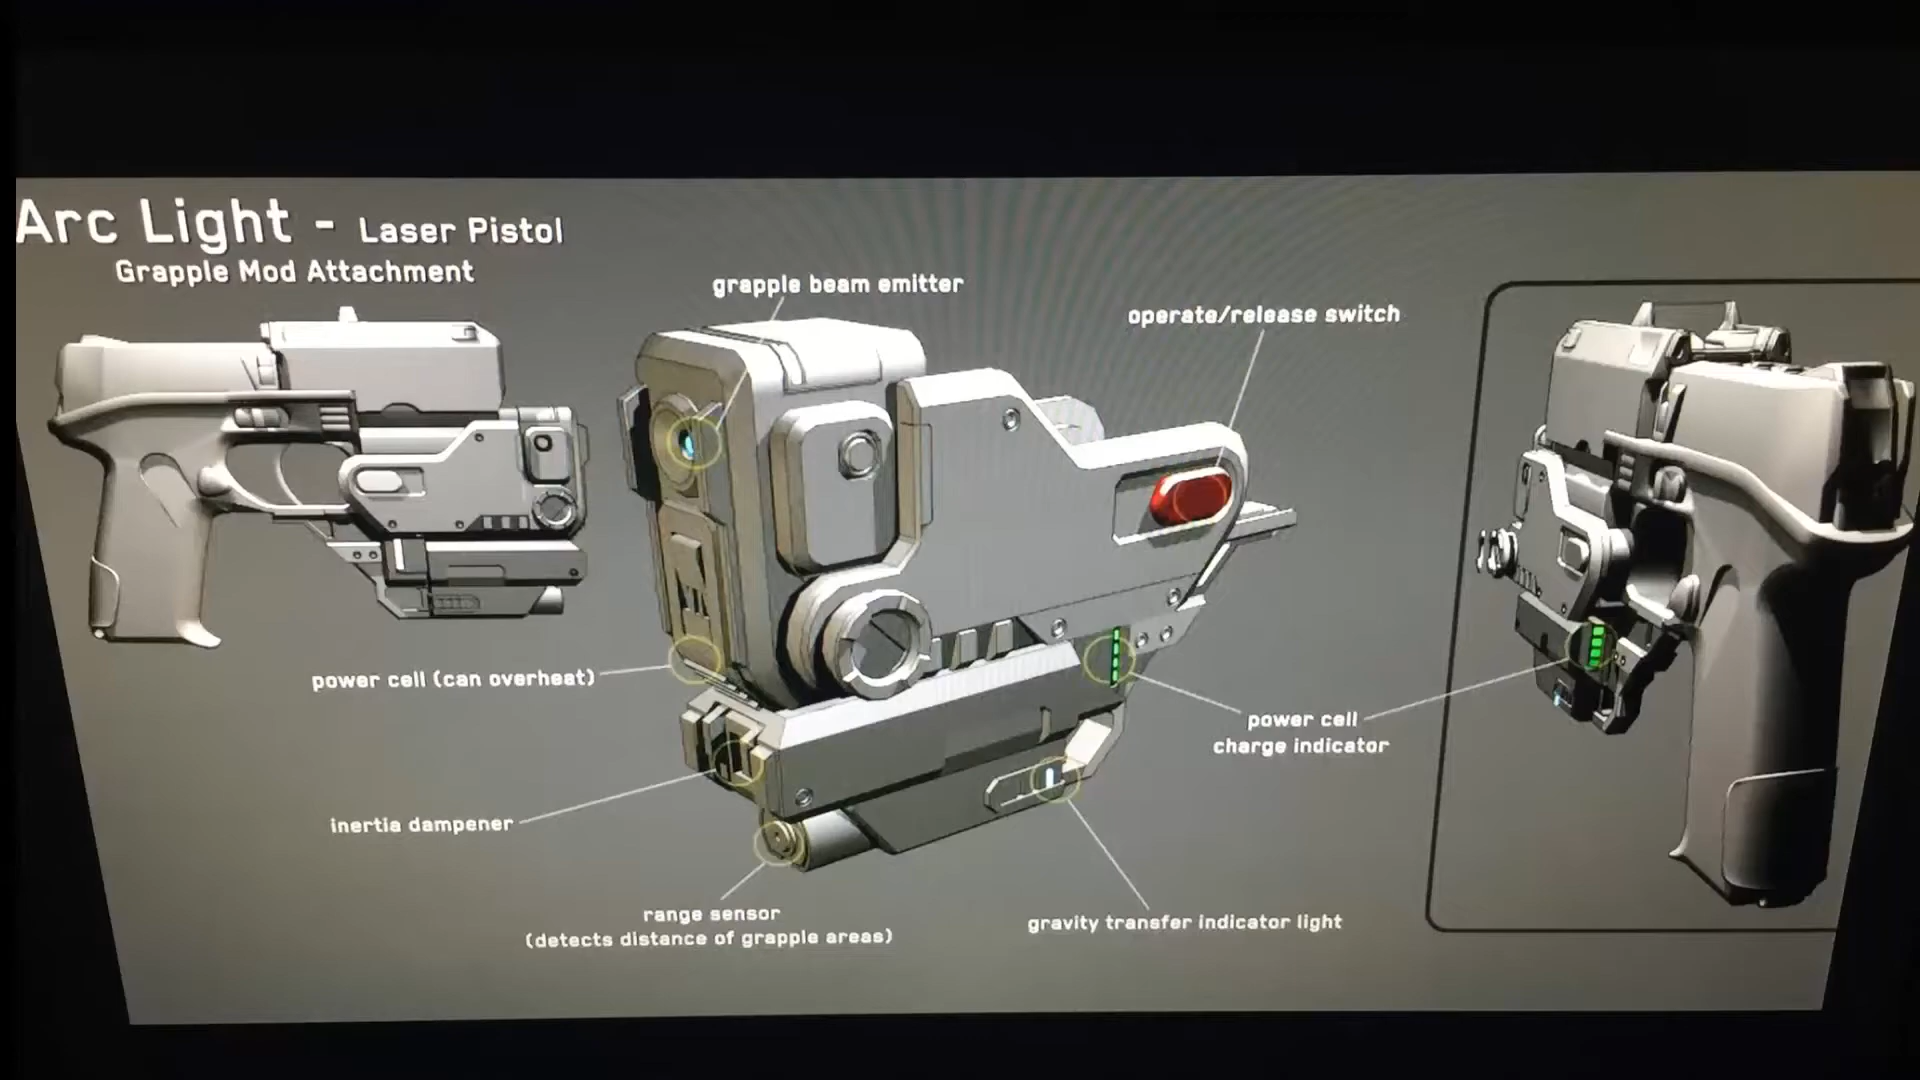 Arc Light - Laser Pistol
Grapple Mod Attachment
grapple beam emitter
operate/release switch
power cell (can overheat)
power cell
charge indicator
inertia dampener
range sensor
(detects distance of grapple areas)
gravity transfer indicator light